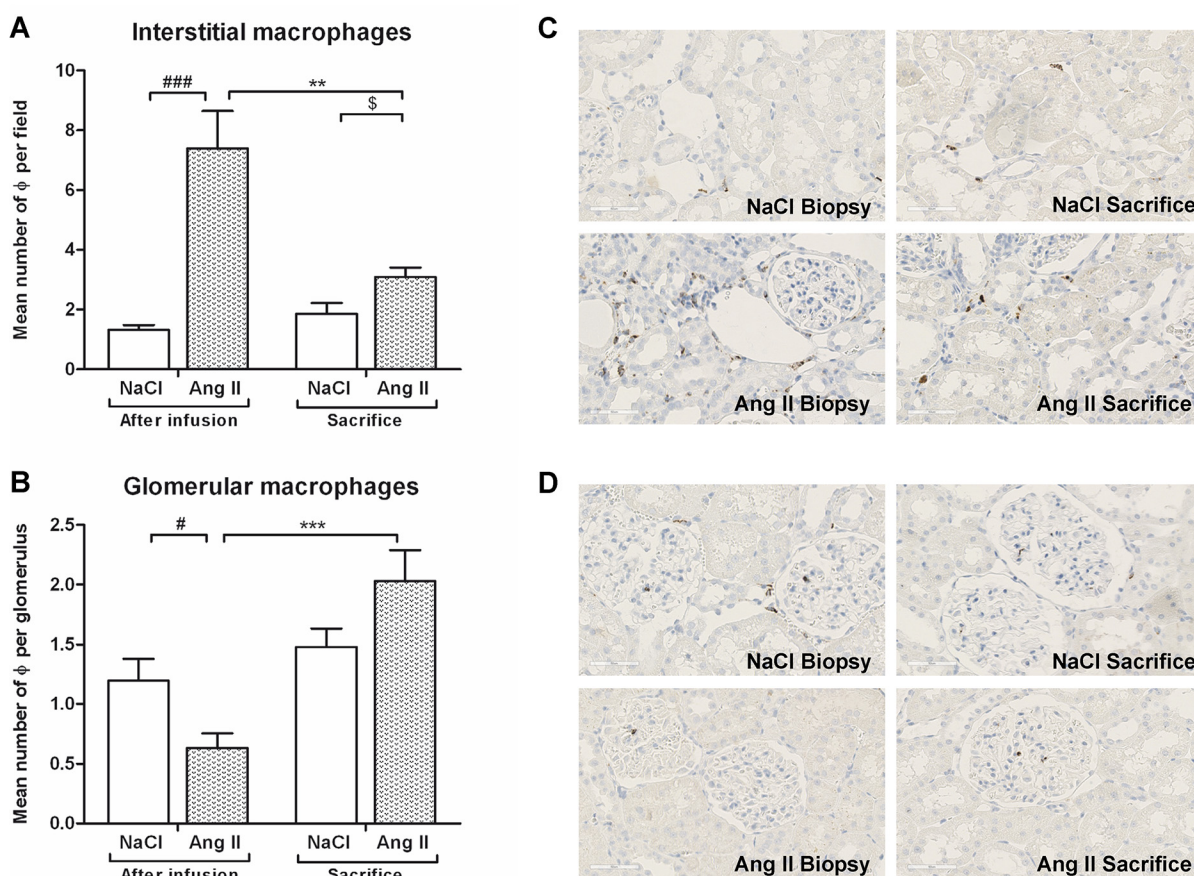 A
Interstitial macrophages
Mean number of ϕ per field
10
8
6
4
2
0
###
**
$
NaCl
Ang II
NaCl
Ang II
After infusion
Sacrifice
B
Glomerular macrophages
Mean number of ϕ per glomerulus
2.5
2.0
1.5
1.0
0.5
0.0
#
***
NaCl
Ang II
NaCl
Ang II
After infusion
Sacrifice
C
NaCl Biopsy
NaCl Sacrifice
Ang II Biopsy
Ang II Sacrifice
D
NaCl Biopsy
NaCl Sacrifice
Ang II Biopsy
Ang II Sacrifice